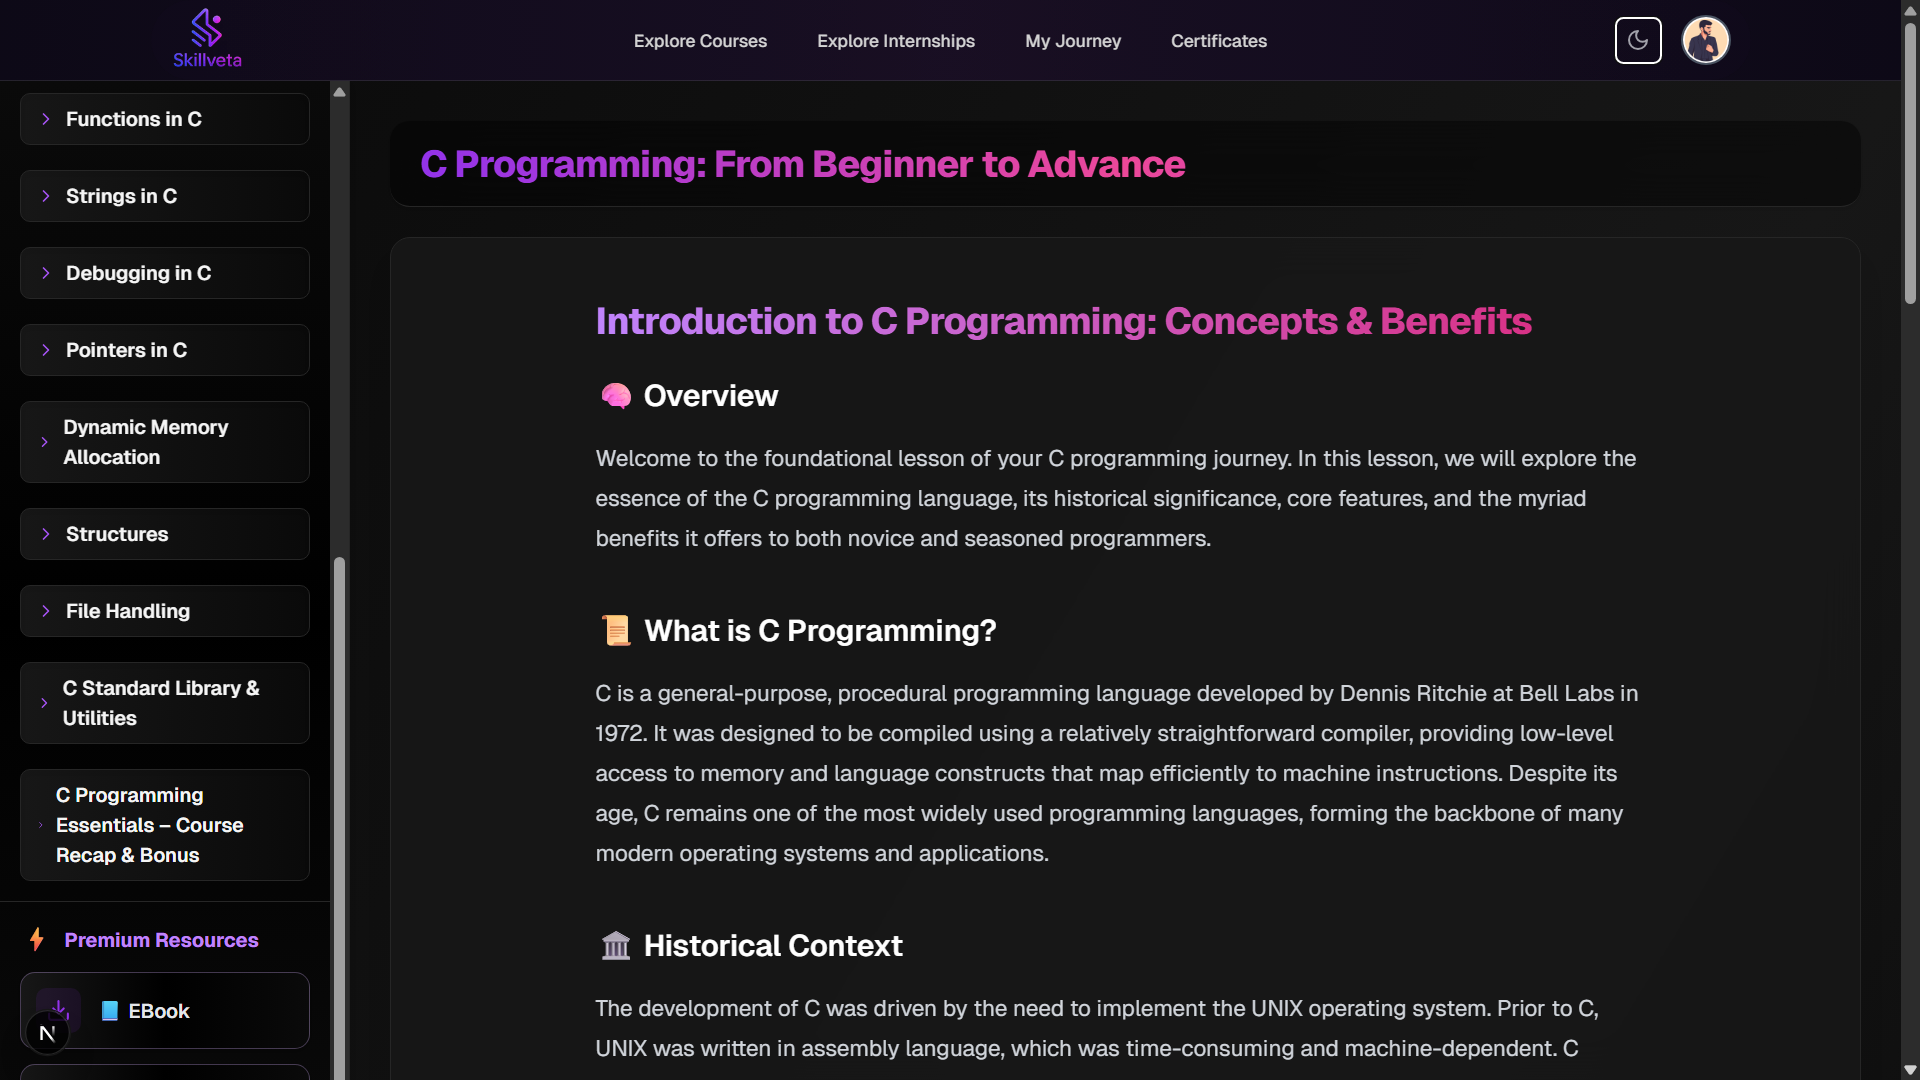 Skillveta
Explore Courses
Explore Internships
My Journey
Certificates
Functions in C
Strings in C
Debugging in C
Pointers in C
Dynamic Memory
Allocation
Structures
File Handling
C Standard Library &
Utilities
C Programming
Essentials – Course
Recap & Bonus
Premium Resources
EBook
N
C Programming: From Beginner to Advance
Introduction to C Programming: Concepts & Benefits
Overview
Welcome to the foundational lesson of your C programming journey. In this lesson, we will explore the
essence of the C programming language, its historical significance, core features, and the myriad
benefits it offers to both novice and seasoned programmers.
What is C Programming?
C is a general-purpose, procedural programming language developed by Dennis Ritchie at Bell Labs in
1972. It was designed to be compiled using a relatively straightforward compiler, providing low-level
access to memory and language constructs that map efficiently to machine instructions. Despite its
age, C remains one of the most widely used programming languages, forming the backbone of many
modern operating systems and applications.
Historical Context
The development of C was driven by the need to implement the UNIX operating system. Prior to C,
UNIX was written in assembly language, which was time-consuming and machine-dependent. C